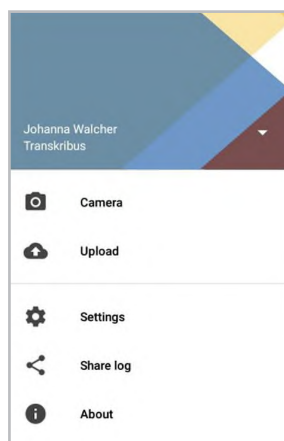 Johanna Walcher
Transkribus
Camera
Upload
Settings
Share log
About